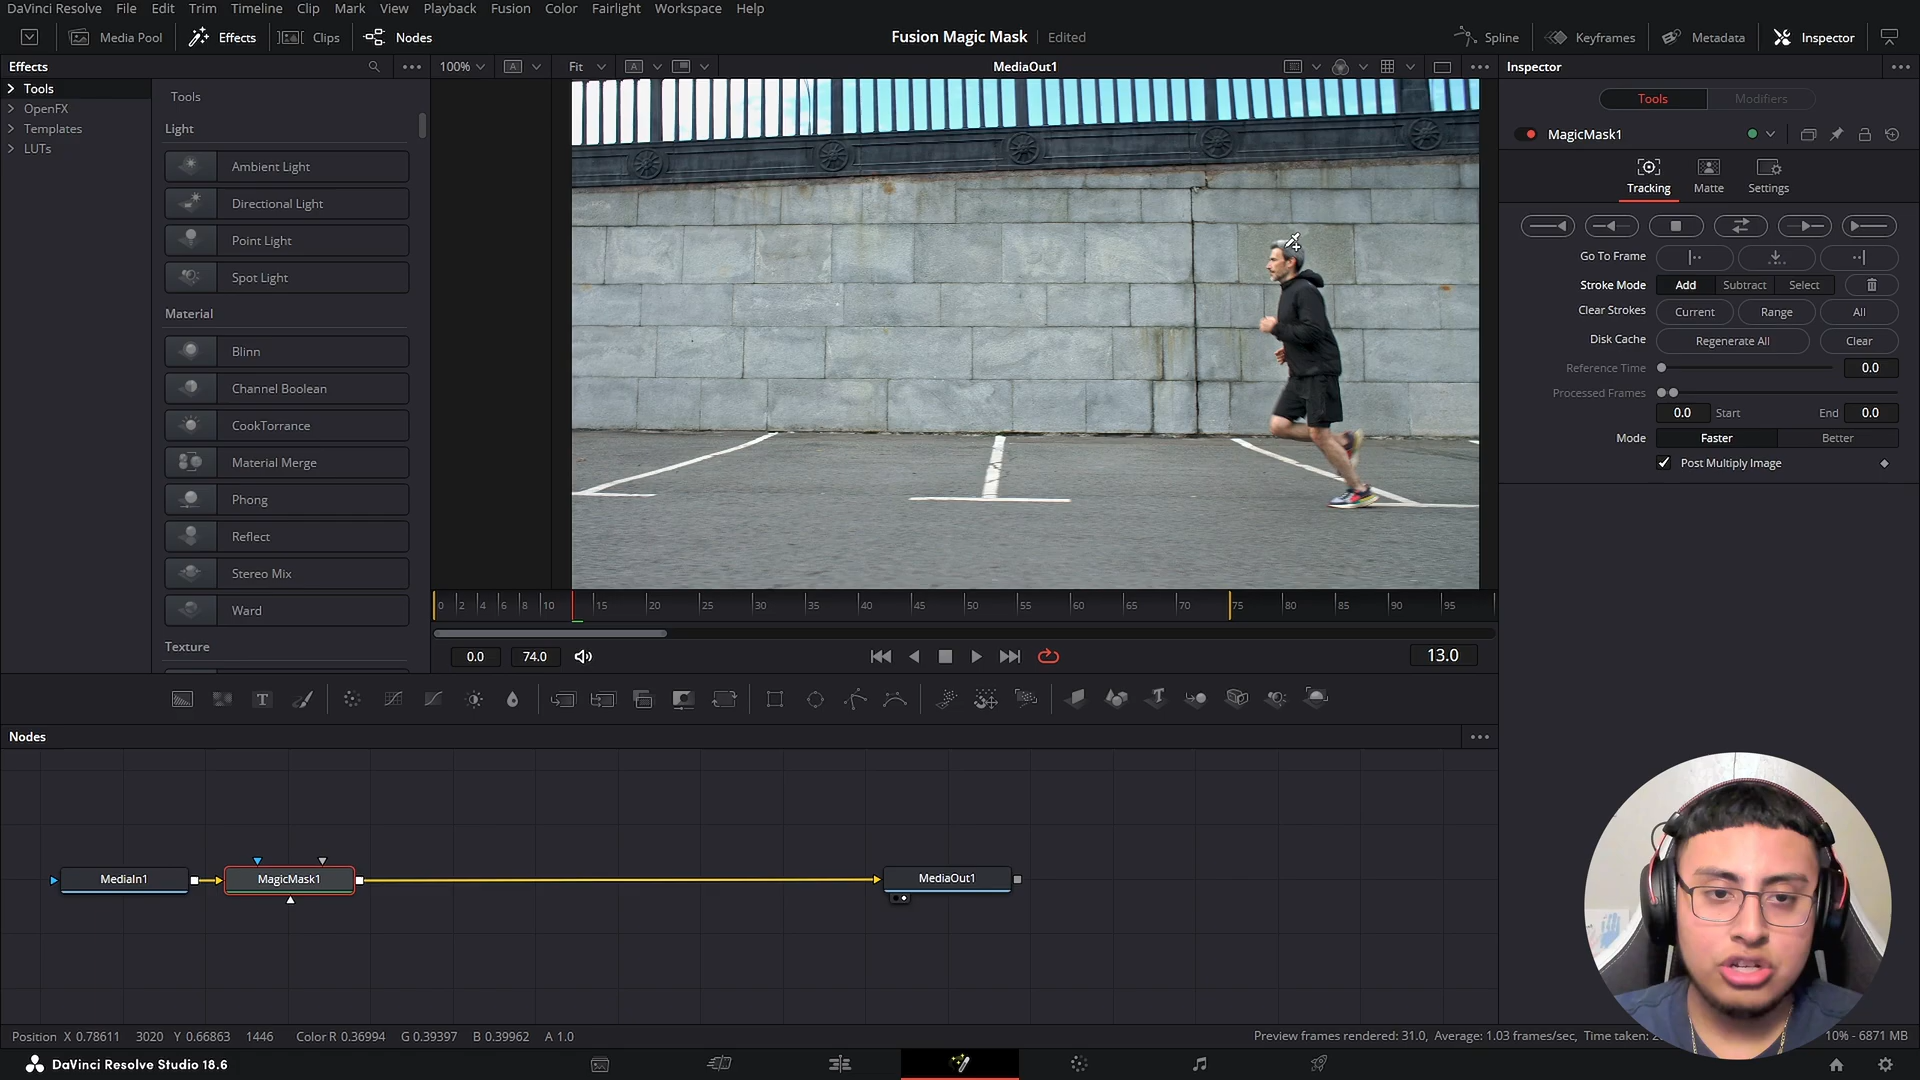 DaVinci Resolve File Edit Trim Timeline Clip Mark View Playback Fusion Color Fairlight Workspace Help
Media Pool Effects Clips Nodes Fusion Magic Mask Edited Spline Keyframes Metadata Inspector
Effects 100% A Fit A MediaOut1 Inspector
Tools
OpenFX
Templates
LUTs
Tools
Light
Ambient Light
Directional Light
Point Light
Spot Light
Material
Blinn
Channel Boolean
CookTorrance
Material Merge
Phong
Reflect
Stereo Mix
Ward
Texture
Tools Modifiers
MagicMask1
Tracking Matte Settings
Go To Frame
Stroke Mode Add Subtract Select
Clear Strokes Current Range All
Disk Cache Regenerate All Clear
Reference Time 0.0
Processed Frames
0.0 Start End 0.0
Mode Faster Better
Post Multiply Image
0 2 4 6 8 10 15 20 25 30 35 40 45 50 55 60 65 70 75 80 85 90 95
0.0 74.0 13.0
T T
Nodes
MediaIn1 MagicMask1 MediaOut1
Position X 0.78611 3020 Y 0.66863 1446 Color R 0.36994 G 0.39397 B 0.39962 A 1.0
Preview frames rendered: 31.0, Average: 1.03 frames/sec, Time taken: 10% - 6871 MB
DaVinci Resolve Studio 18.6